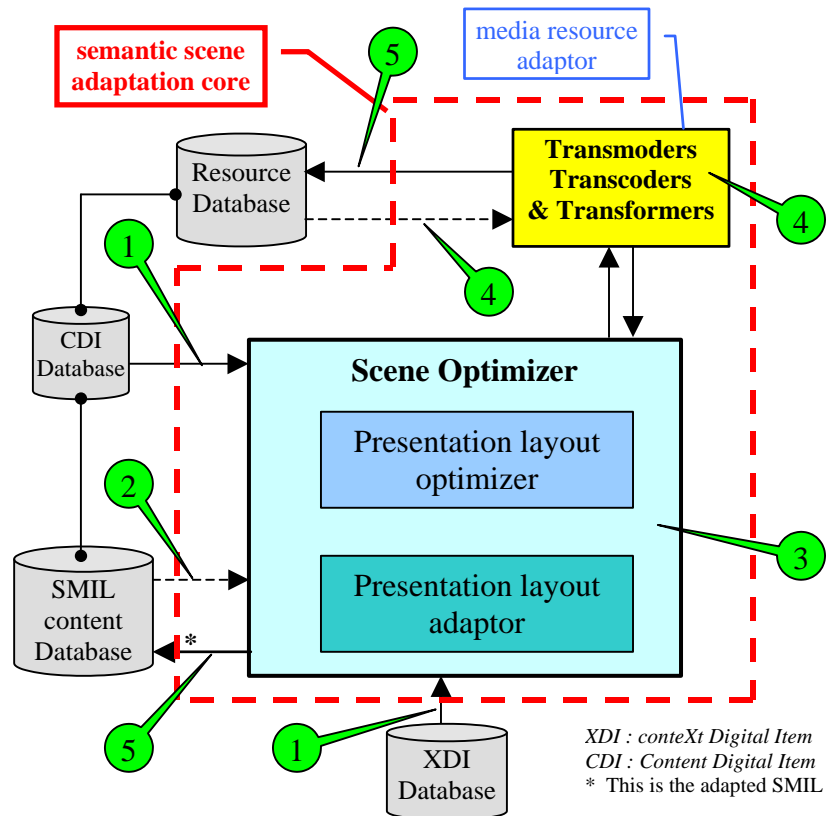 semantic scene
adaptation core
5
media resource
adaptor
Resource
Database
Transmoders
Transcoders
& Transformers
4
1
4
CDI
Database
Scene Optimizer
Presentation layout
optimizer
2
3
SMIL
content
Database
*
Presentation layout
adaptor
5
1
XDI
Database
XDI : conteXt Digital Item
CDI : Content Digital Item
* This is the adapted SMIL